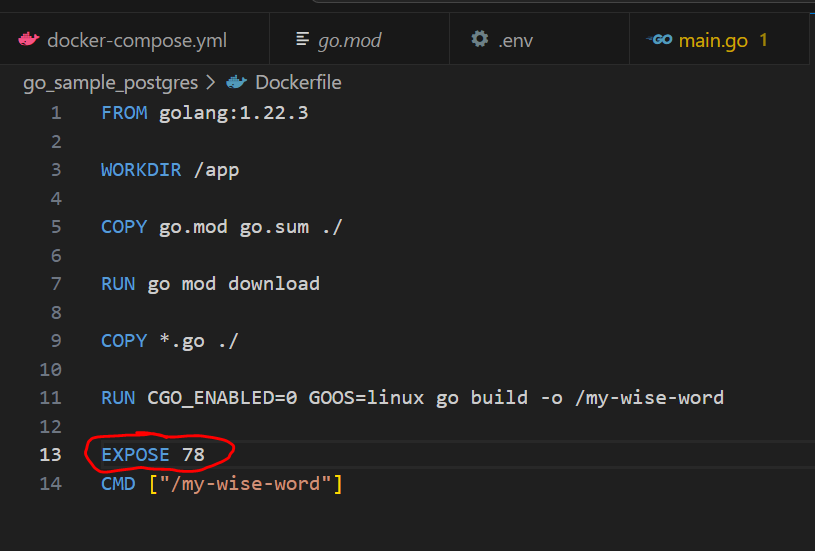 docker-compose.yml go.mod .env GO main.go 1
go_sample_postgres > Dockerfile
1 FROM golang:1.22.3
2
3 WORKDIR /app
4
5 COPY go.mod go.sum ./
6
7 RUN go mod download
8
9 COPY *.go ./
10
11 RUN CGO_ENABLED=0 GOOS=linux go build -o /my-wise-word
12
13 EXPOSE 78
14 CMD ["/my-wise-word"]